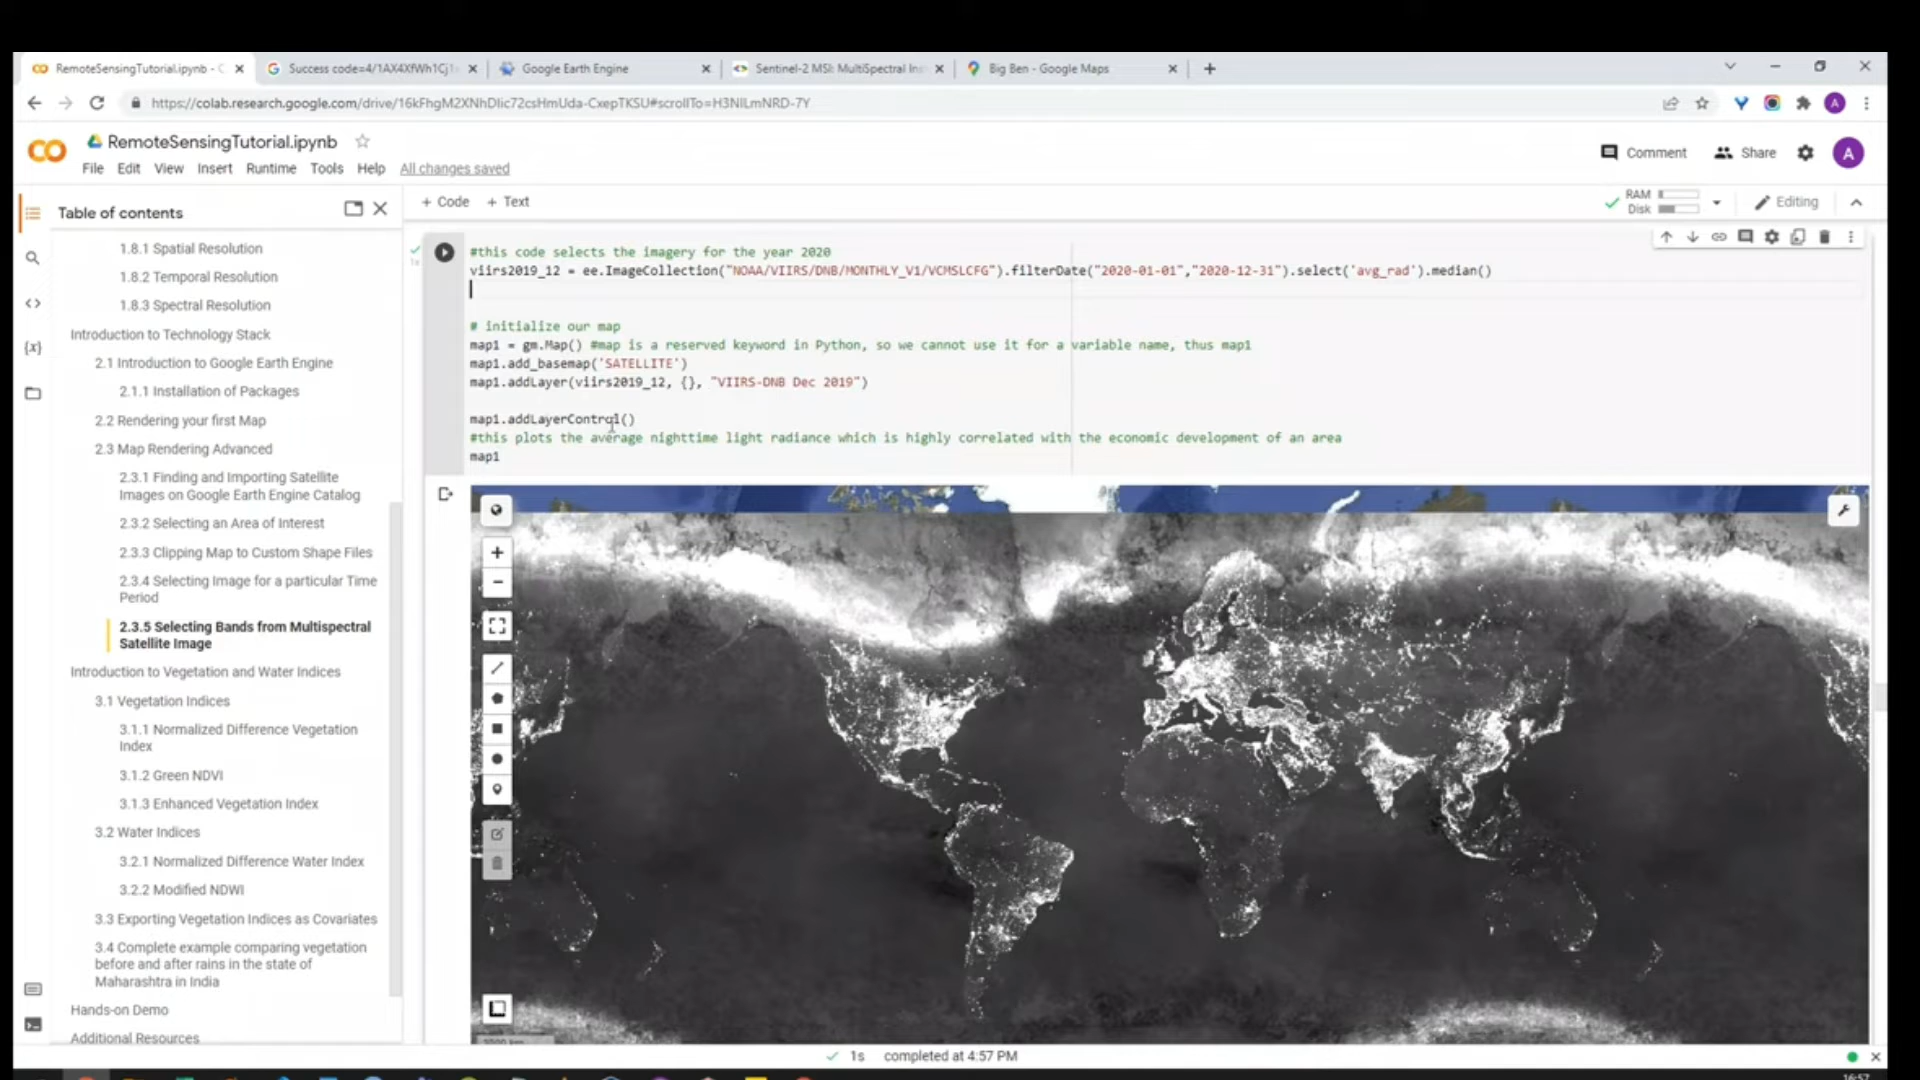 RemoteSensingTutorial.ipynb - C
Success code=4/1AX4XfWh1Cj1
Google Earth Engine
Sentinel-2 MSI: MultiSpectral Ins
Big Ben - Google Maps
https://colab.research.google.com/drive/16kFhgM2XNhDlic72csHmUda-CxepTKSU#scrollTo=H3NILmNRD-7Y
A
RemoteSensingTutorial.ipynb
File Edit View Insert Runtime Tools Help All changes saved
Comment Share A
Table of contents
+ Code + Text
RAM
Disk
Editing
1.8.1 Spatial Resolution
1.8.2 Temporal Resolution
1.8.3 Spectral Resolution
Introduction to Technology Stack
2.1 Introduction to Google Earth Engine
2.1.1 Installation of Packages
2.2 Rendering your first Map
2.3 Map Rendering Advanced
2.3.1 Finding and Importing Satellite
Images on Google Earth Engine Catalog
2.3.2 Selecting an Area of Interest
2.3.3 Clipping Map to Custom Shape Files
2.3.4 Selecting Image for a particular Time
Period
2.3.5 Selecting Bands from Multispectral
Satellite Image
Introduction to Vegetation and Water Indices
3.1 Vegetation Indices
3.1.1 Normalized Difference Vegetation
Index
3.1.2 Green NDVI
3.1.3 Enhanced Vegetation Index
3.2 Water Indices
3.2.1 Normalized Difference Water Index
3.2.2 Modified NDWI
3.3 Exporting Vegetation Indices as Covariates
3.4 Complete example comparing vegetation
before and after rains in the state of
Maharashtra in India
Hands-on Demo
Additional Resources
1s
#this code selects the imagery for the year 2020
viirs2019_12 = ee.ImageCollection("NOAA/VIIRS/DNB/MONTHLY_V1/VCMSLCFG").filterDate("2020-01-01","2020-12-31").select('avg_rad').median()
# initialize our map
map1 = gm.Map() #map is a reserved keyword in Python, so we cannot use it for a variable name, thus map1
map1.add_basemap('SATELLITE')
map1.addLayer(viirs2019_12, {}, "VIIRS-DNB Dec 2019")
map1.addLayerControl()
#this plots the average nighttime light radiance which is highly correlated with the economic development of an area
map1
1s completed at 4:57 PM
16:57